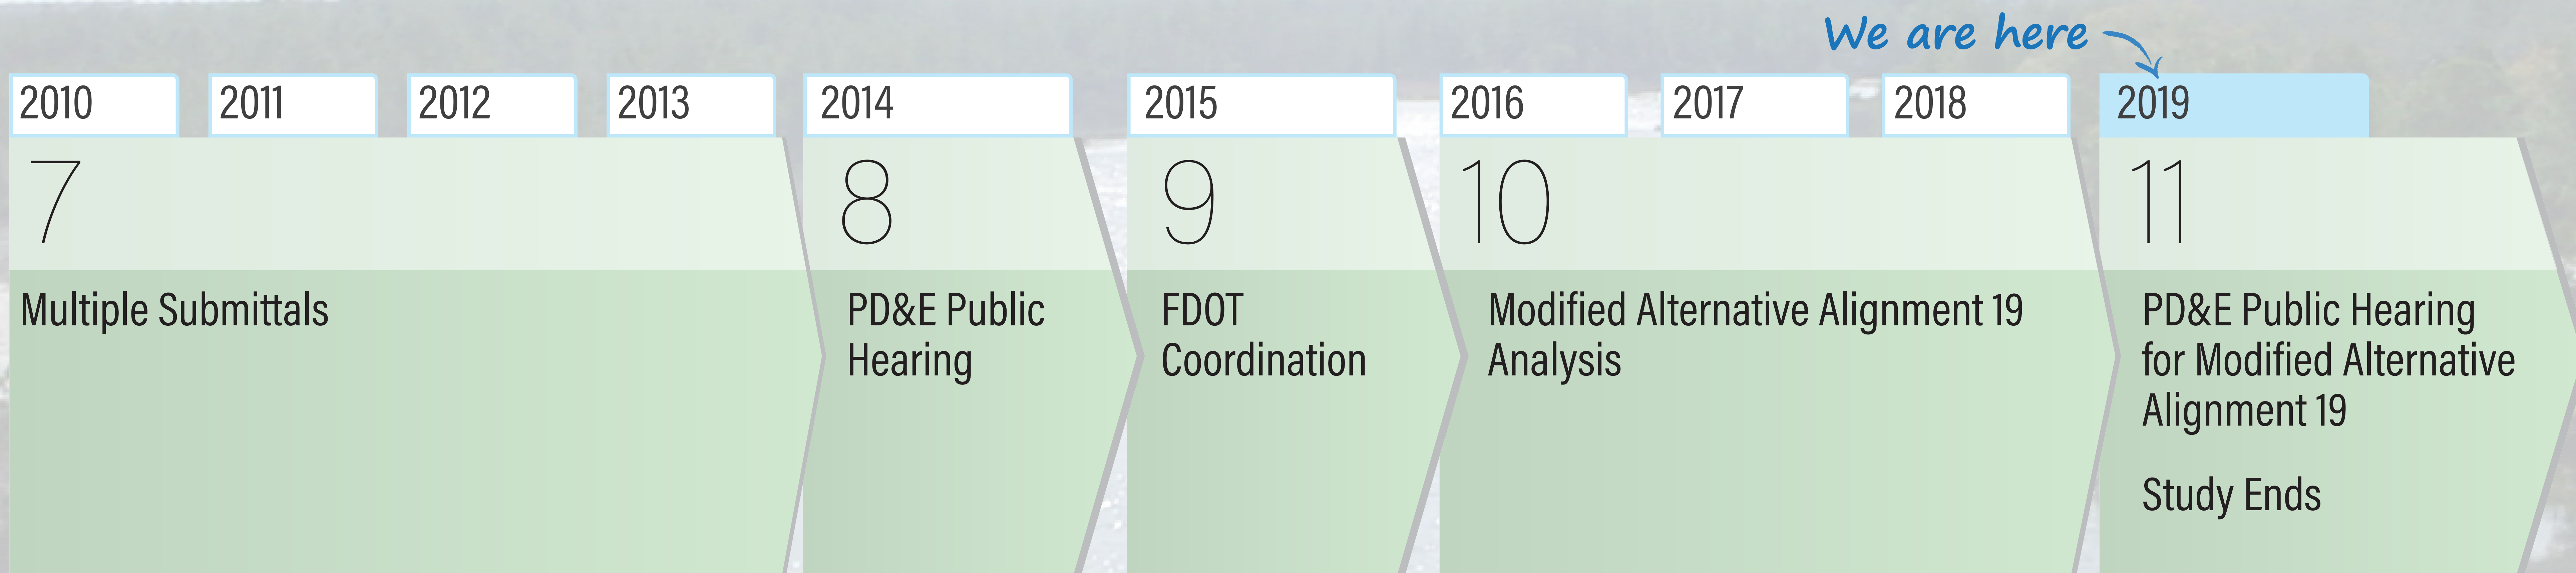 We are here
2010
2011
2012
2013
2014
2015
2016
2017
2018
2019
7
8
9
10
11
Multiple Submittals
PD&E Public
Hearing
FDOT
Coordination
Modified Alternative Alignment 19
Analysis
PD&E Public Hearing
for Modified Alternative
Alignment 19
Study Ends